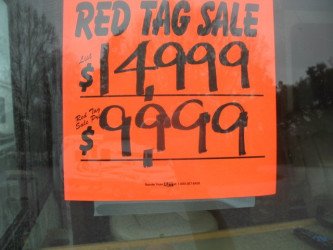 RED TAG SALE
List
$14,999
Red Tag
Sale Price
$9,999